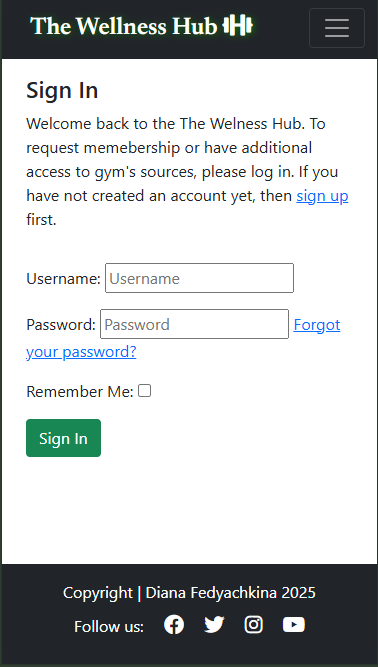 The Wellness Hub
Sign In
Welcome back to the The Welness Hub. To
request memebership or have additional
access to gym's sources, please log in. If you
have not created an account yet, then sign up
first.
Username: Username
Password: Password Forgot
your password?
Remember Me:
Sign In
Copyright | Diana Fedyachkina 2025
Follow us: